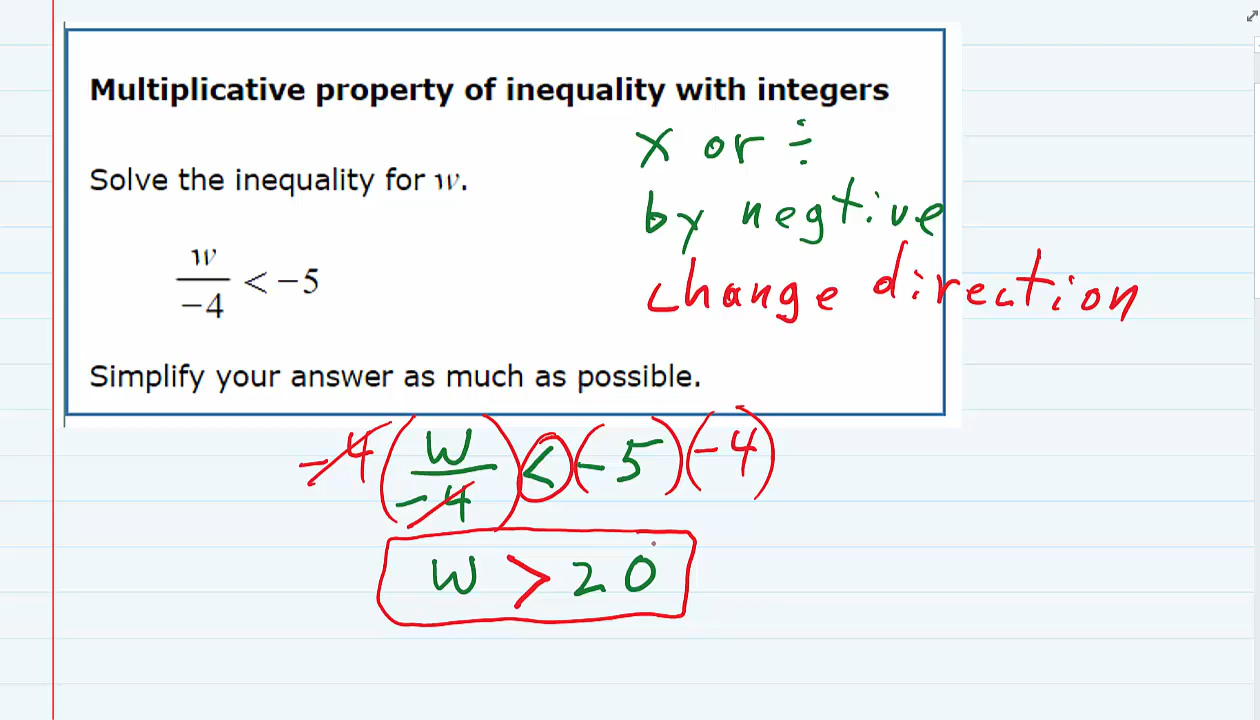 Multiplicative property of inequality with integers
x or ÷
Solve the inequality for w.
by negtive
w/-4 < -5
change direction
Simplify your answer as much as possible.
-4 (w/-4) < (-5)(-4)
w > 20